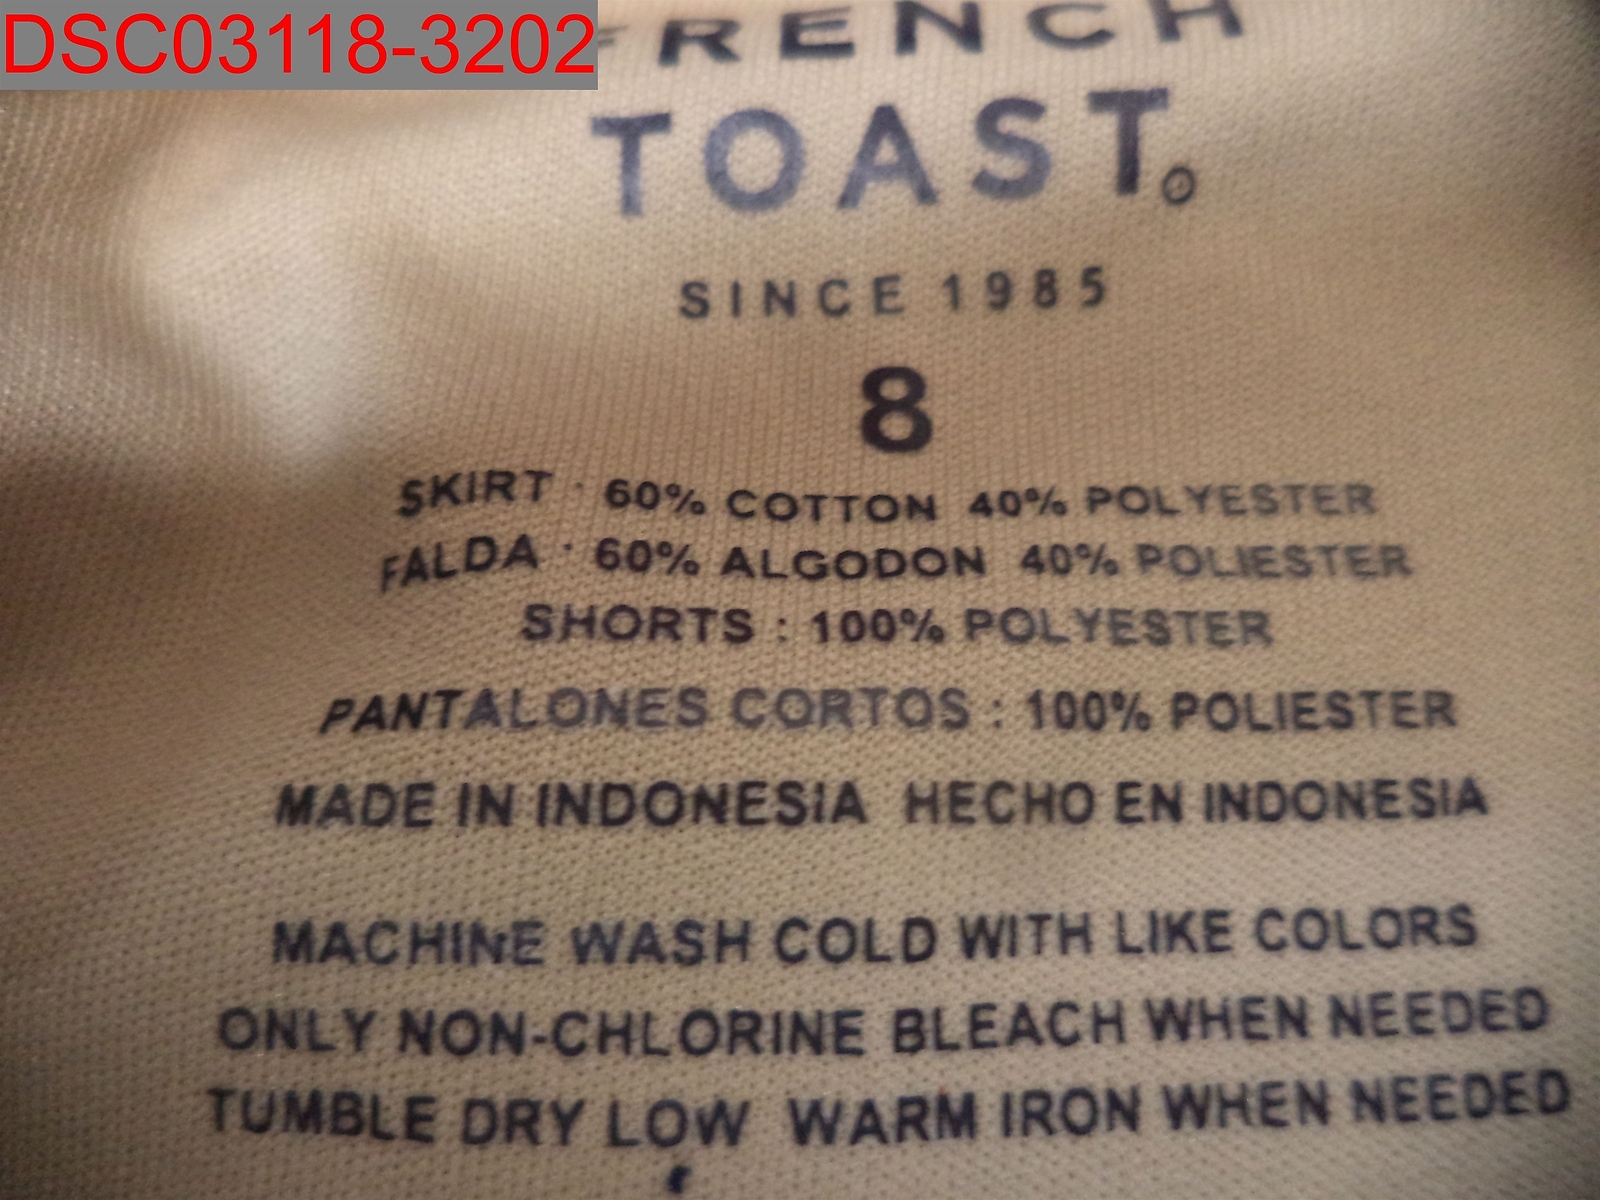 DSC03118-3202
FRENCH
TOAST
SINCE 1985
8
SKIRT : 60% COTTON 40% POLYESTER
FALDA : 60% ALGODON 40% POLIESTER
SHORTS : 100% POLYESTER
PANTALONES CORTOS : 100% POLIESTER
MADE IN INDONESIA HECHO EN INDONESIA
MACHINE WASH COLD WITH LIKE COLORS
ONLY NON-CHLORINE BLEACH WHEN NEEDED
TUMBLE DRY LOW WARM IRON WHEN NEEDED